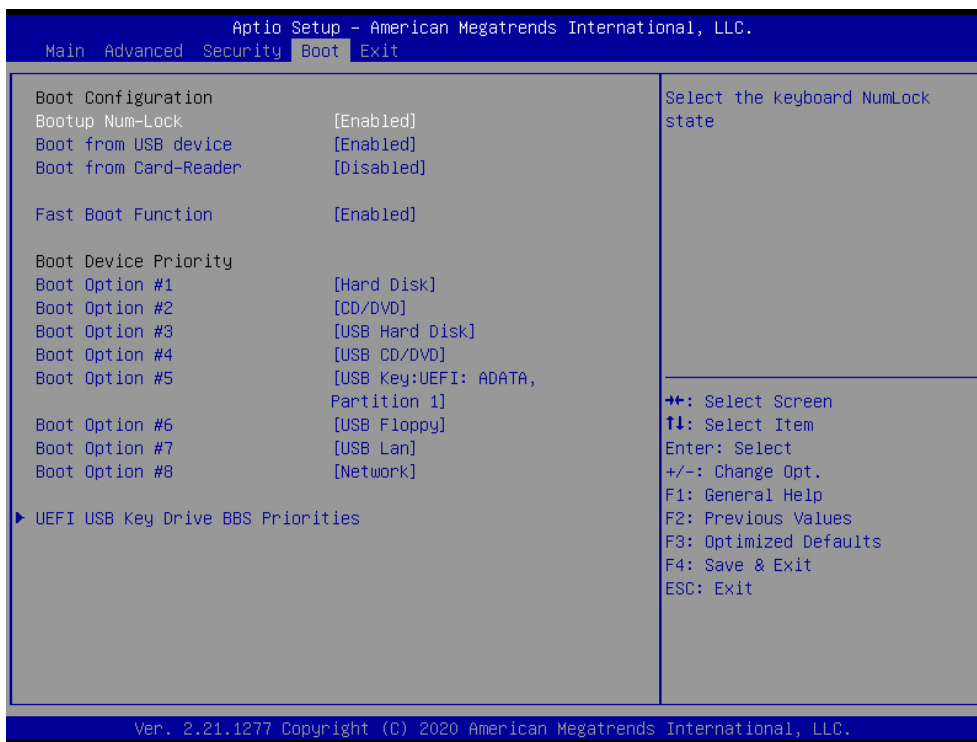 Aptio Setup – American Megatrends International, LLC.
Main Advanced Security Boot Exit
Boot Configuration
Bootup Num-Lock [Enabled]
Boot from USB device [Enabled]
Boot from Card-Reader [Disabled]
Fast Boot Function [Enabled]
Boot Device Priority
Boot Option #1 [Hard Disk]
Boot Option #2 [CD/DVD]
Boot Option #3 [USB Hard Disk]
Boot Option #4 [USB CD/DVD]
Boot Option #5 [USB Key:UEFI: ADATA,
Partition 1]
Boot Option #6 [USB Floppy]
Boot Option #7 [USB Lan]
Boot Option #8 [Network]
UEFI USB Key Drive BBS Priorities
Select the keyboard NumLock
state
→←: Select Screen
↑↓: Select Item
Enter: Select
+/-: Change Opt.
F1: General Help
F2: Previous Values
F3: Optimized Defaults
F4: Save & Exit
ESC: Exit
Ver. 2.21.1277 Copyright (C) 2020 American Megatrends International, LLC.